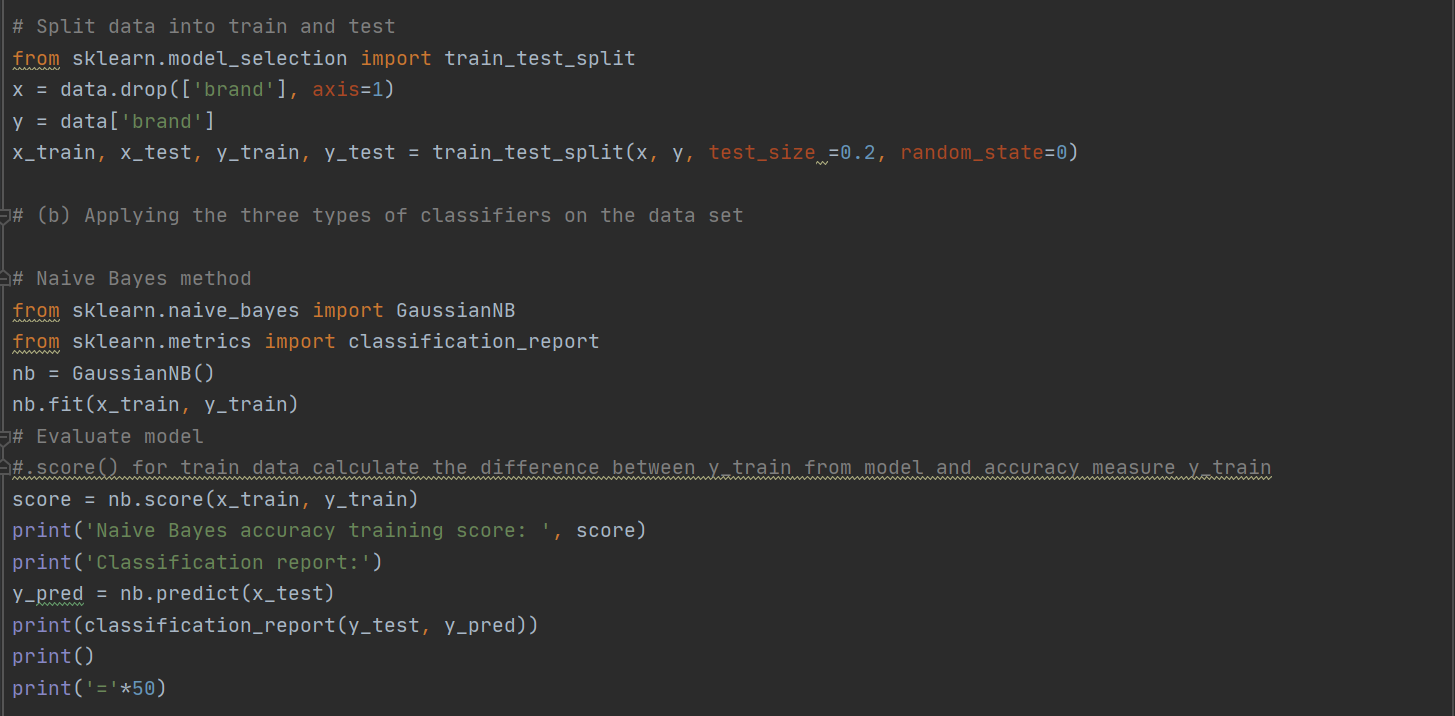 # Split data into train and test
from sklearn.model_selection import train_test_split
x = data.drop(['brand'], axis=1)
y = data['brand']
x_train, x_test, y_train, y_test = train_test_split(x, y, test_size =0.2, random_state=0)
# (b) Applying the three types of classifiers on the data set
# Naive Bayes method
from sklearn.naive_bayes import GaussianNB
from sklearn.metrics import classification_report
nb = GaussianNB()
nb.fit(x_train, y_train)
# Evaluate model
#.score() for train data calculate the difference between y_train from model and accuracy measure y_train
score = nb.score(x_train, y_train)
print('Naive Bayes accuracy training score: ', score)
print('Classification report:')
y_pred = nb.predict(x_test)
print(classification_report(y_test, y_pred))
print()
print('='*50)